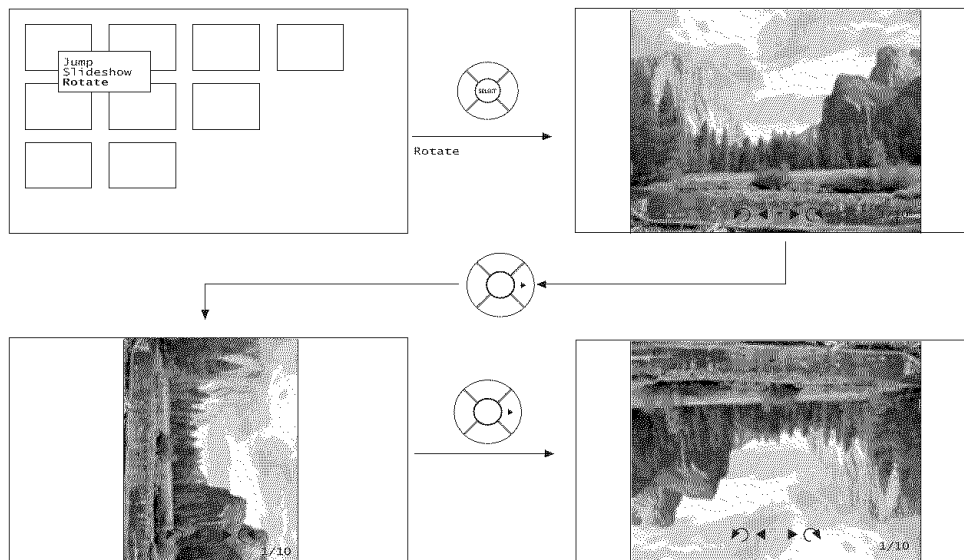 Jump
Slideshow
Rotate
SELECT
Rotate
1/10
1/10